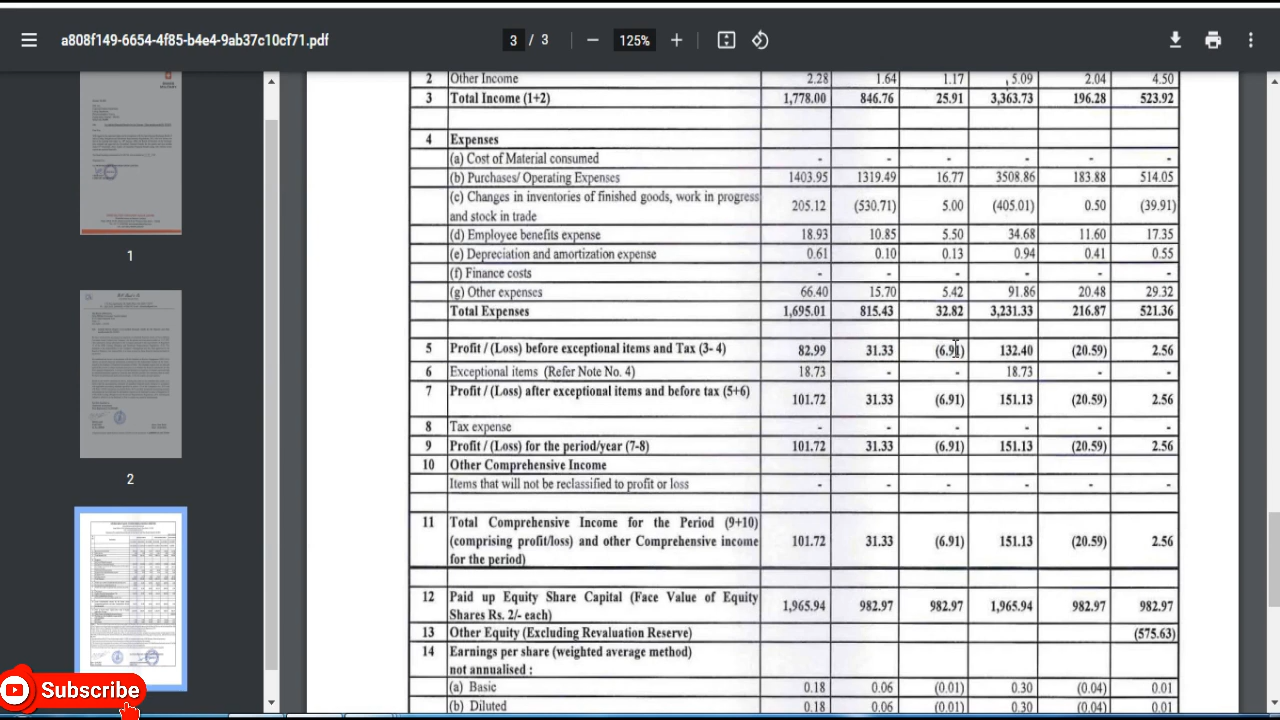 a808f149-6654-4f85-b4e4-9ab37c10cf71.pdf 3 / 3 125%
2 Other Income 2.28 1.64 1.17 5.09 2.04 4.50
3 Total Income (1+2) 1,778.00 846.76 25.91 3,363.73 196.28 523.92
4 Expenses
(a) Cost of Material consumed - - - - - -
(b) Purchases/ Operating Expenses 1403.95 1319.49 16.77 3508.86 183.88 514.05
(c) Changes in inventories of finished goods, work in progress
and stock in trade 205.12 (530.71) 5.00 (405.01) 0.50 (39.91)
(d) Employee benefits expense 18.93 10.85 5.50 34.68 11.60 17.35
(e) Depreciation and amortization expense 0.61 0.10 0.13 0.94 0.41 0.55
(f) Finance costs - - - - - -
(g) Other expenses 66.40 15.70 5.42 91.86 20.48 29.32
Total Expenses 1,695.01 815.43 32.82 3,231.33 216.87 521.36
5 Profit / (Loss) before exceptional items and Tax (3- 4) 82.99 31.33 (6.91) 132.40 (20.59) 2.56
6 Exceptional items (Refer Note No. 4) 18.73 - - 18.73 - -
7 Profit / (Loss) after exceptional items and before tax (5+6) 101.72 31.33 (6.91) 151.13 (20.59) 2.56
8 Tax expense - - - - - -
9 Profit / (Loss) for the period/year (7-8) 101.72 31.33 (6.91) 151.13 (20.59) 2.56
10 Other Comprehensive Income
Items that will not be reclassified to profit or loss - - - - - -
11 Total Comprehensive Income for the Period (9+10)
(comprising profit/loss) and other Comprehensive income 101.72 31.33 (6.91) 151.13 (20.59) 2.56
for the period)
12 Paid up Equity Share Capital (Face Value of Equity
Shares Rs. 2/- each) 982.97 982.97 1,965.94 982.97 982.97
13 Other Equity (Excluding Revaluation Reserve) (575.63)
14 Earnings per share (weighted average method)
not annualised :
(a) Basic 0.18 0.06 (0.01) 0.30 (0.04) 0.01
(b) Diluted 0.18 0.06 (0.01) 0.30 (0.04) 0.01
1
2
Subscribe